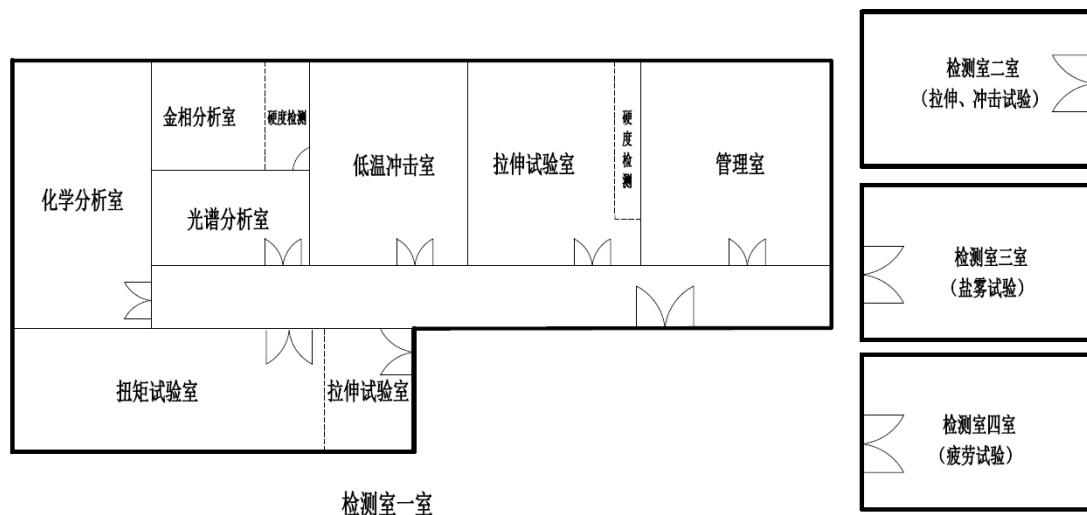 检测室二室
(拉伸、冲击试验)
金相分析室
硬度检测
硬度检测
低温冲击室
拉伸试验室
管理室
化学分析室
光谱分析室
检测室三室
(盐雾试验)
扭矩试验室
拉伸试验室
检测室四室
(疲劳试验)
检测室一室